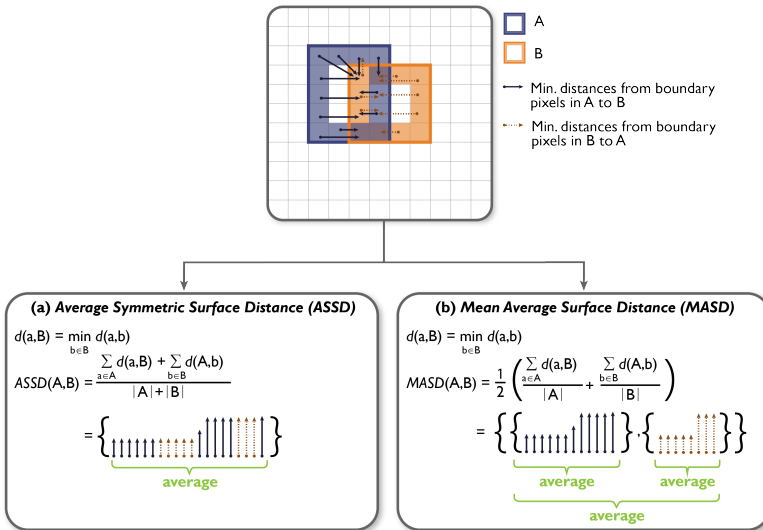 A
B
Min. distances from boundary
pixels in A to B
Min. distances from boundary
pixels in B to A
(a) Average Symmetric Surface Distance (ASSD)
d(a,B) = min d(a,b)
b∈B
ASSD(A,B) = ∑ d(a,B) + ∑ d(A,b)
a∈A b∈B
|A|+|B|
= { }
average
(b) Mean Average Surface Distance (MASD)
d(a,B) = min d(a,b)
b∈B
MASD(A,B) = 1/2 ( ∑ d(a,B) / |A| + ∑ d(A,b) / |B| )
a∈A b∈B
= { { } , { } }
average average
average